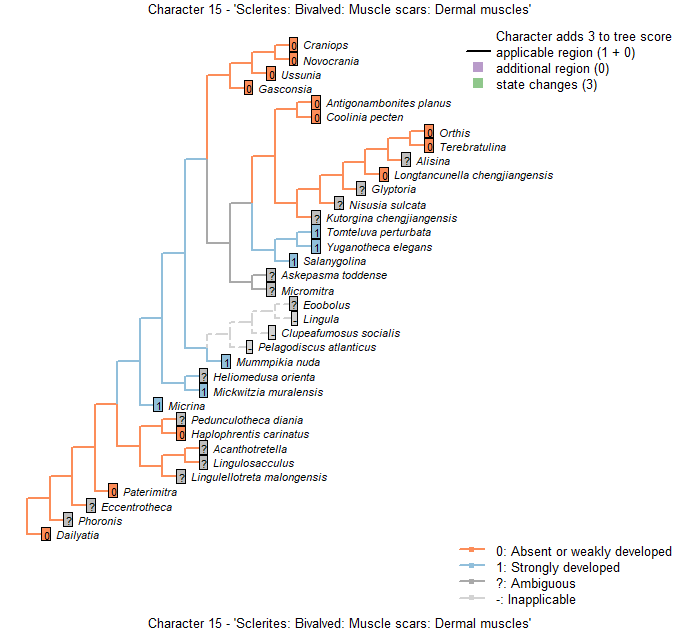 Character 15 - 'Sclerites: Bivalved: Muscle scars: Dermal muscles'
Character adds 3 to tree score
applicable region (1 + 0)
additional region (0)
state changes (3)
0 Craniops
0 Novocrania
0 Ussunia
0 Gasconsia
0 Antigonambonites planus
0 Coolinia pecten
0 Orthis
0 Terebratulina
? Alisina
0 Longtancunella chengjiangensis
? Glyptoria
? Nisusia sulcata
? Kutorgina chengjiangensis
1 Tomteluva perturbata
1 Yuganotheca elegans
1 Salanygolina
? Askepasma toddense
? Micromitra
? Eoobolus
- Lingula
- Clupeafumosus socialis
- Pelagodiscus atlanticus
1 Mummpikia nuda
? Heliomedusa orienta
1 Mickwitzia muralensis
1 Micrina
? Pedunculotheca diania
0 Haplophrentis carinatus
? Acanthotretella
? Lingulosacculus
? Lingulellotreta malongensis
0 Paterimitra
? Eccentrotheca
? Phoronis
0 Dailyatia
0: Absent or weakly developed
1: Strongly developed
?: Ambiguous
-: Inapplicable
Character 15 - 'Sclerites: Bivalved: Muscle scars: Dermal muscles'